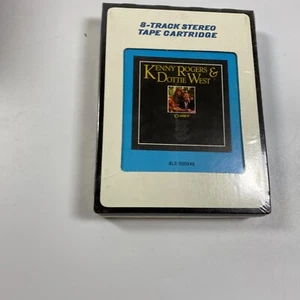 8-TRACK STEREO
TAPE CARTRIDGE
KENNY ROGERS &
DOTTIE WEST